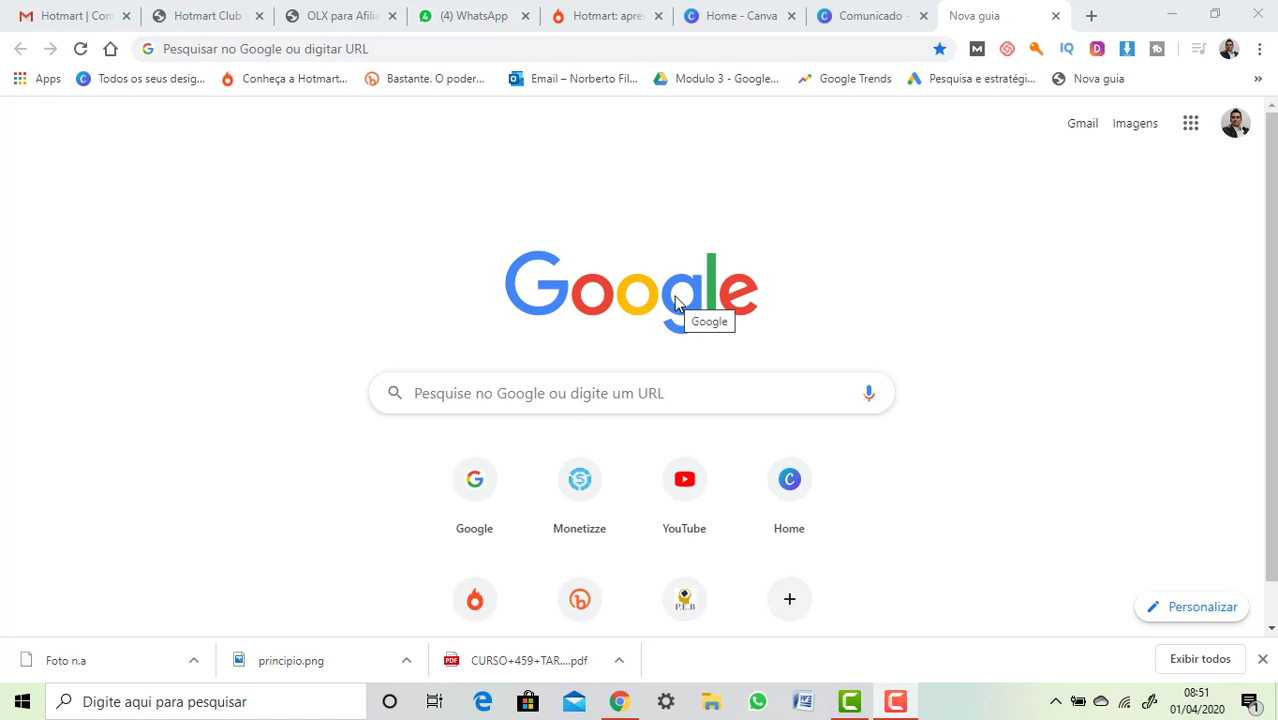 Hotmart | Con
Hotmart Club -
OLX para Afilia
(4) WhatsApp
Hotmart: apre
Home - Canva
Comunicado -
Nova guia
Pesquisar no Google ou digitar URL
M
IQ
D
tb
Apps
Todos os seus desig...
Conheça a Hotmart...
Bastante. O poder...
Email – Norberto Fil...
Modulo 3 - Google...
Google Trends
Pesquisa e estratégi...
Nova guia
»
Gmail
Imagens
Google
Google
Pesquise no Google ou digite um URL
Google
Monetizze
YouTube
Home
P.L.B
Personalizar
Foto n.a
principio.png
CURSO+459+TAR....pdf
Exibir todos
Digite aqui para pesquisar
08:51
01/04/2020
1